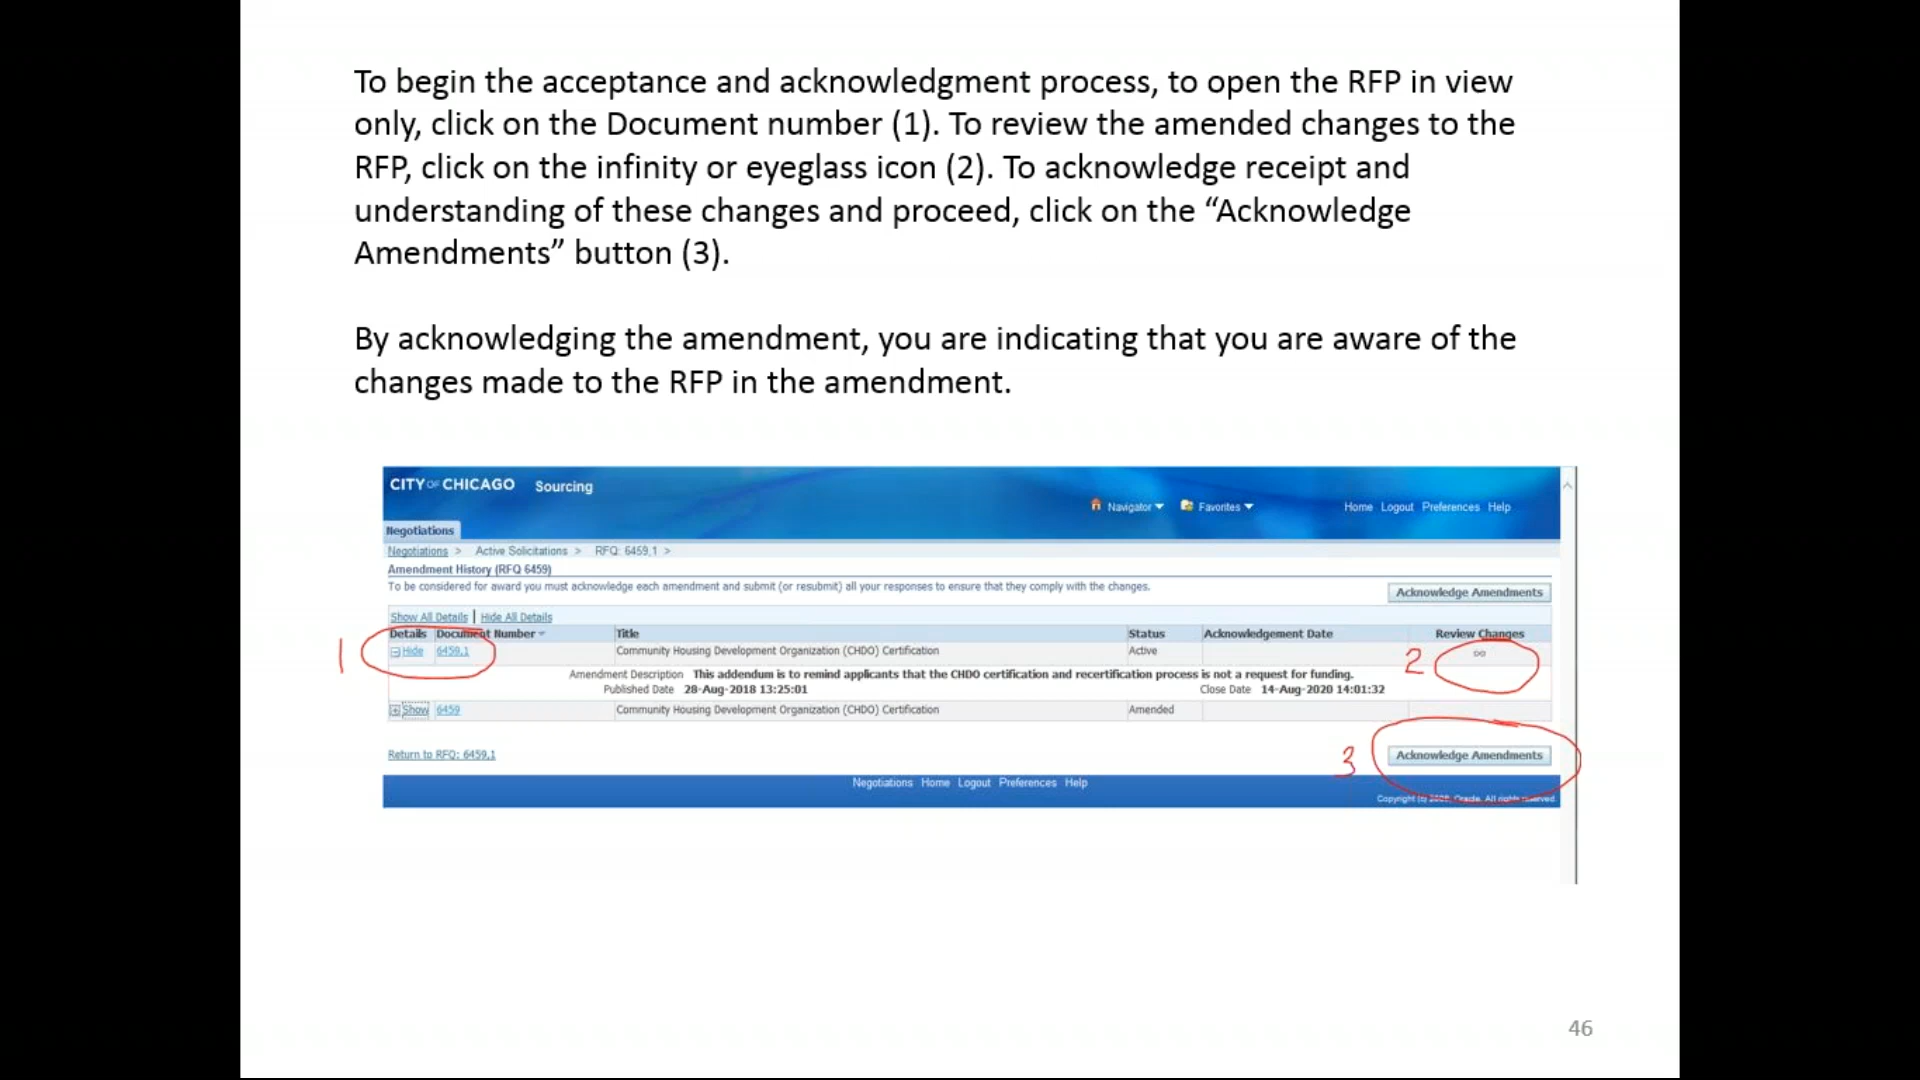 To begin the acceptance and acknowledgment process, to open the RFP in view
only, click on the Document number (1). To review the amended changes to the
RFP, click on the infinity or eyeglass icon (2). To acknowledge receipt and
understanding of these changes and proceed, click on the “Acknowledge
Amendments” button (3).
By acknowledging the amendment, you are indicating that you are aware of the
changes made to the RFP in the amendment.
CITY OF CHICAGO Sourcing
Navigator Favorites Home Logout Preferences Help
Negotiations
Negotiations > Active Solicitations > RFQ: 6459,1 >
Amendment History (RFQ 6459)
To be considered for award you must acknowledge each amendment and submit (or resubmit) all your responses to ensure that they comply with the changes.
Acknowledge Amendments
Show All Details | Hide All Details
Details Document Number Title Status Acknowledgement Date Review Changes
1 Hide 6459,1 Community Housing Development Organization (CHDO) Certification Active 2
Amendment Description This addendum is to remind applicants that the CHDO certification and recertification process is not a request for funding.
Published Date 28-Aug-2018 13:25:01 Close Date 14-Aug-2020 14:01:32
Show 6459 Community Housing Development Organization (CHDO) Certification Amended
Return to RFQ: 6459,1 3 Acknowledge Amendments
Negotiations Home Logout Preferences Help
Copyright (c) Oracle. All rights reserved.
46